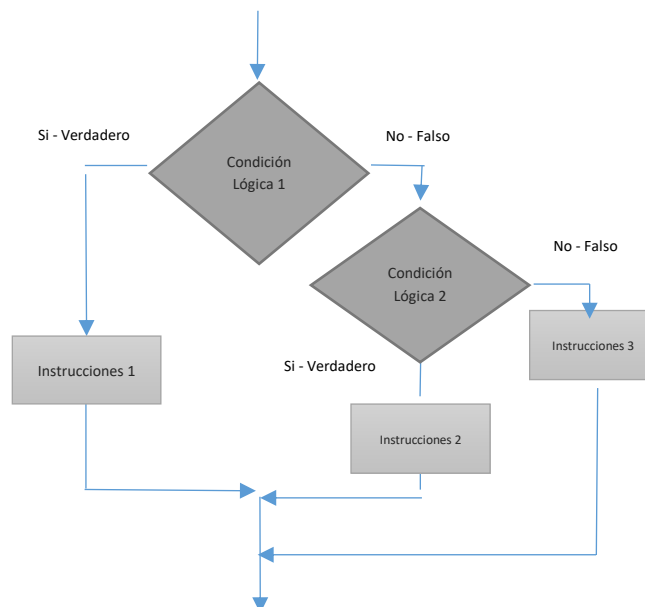 Si - Verdadero
No - Falso
Condición
Lógica 1
No - Falso
Condición
Lógica 2
Instrucciones 1
Instrucciones 3
Si - Verdadero
Instrucciones 2